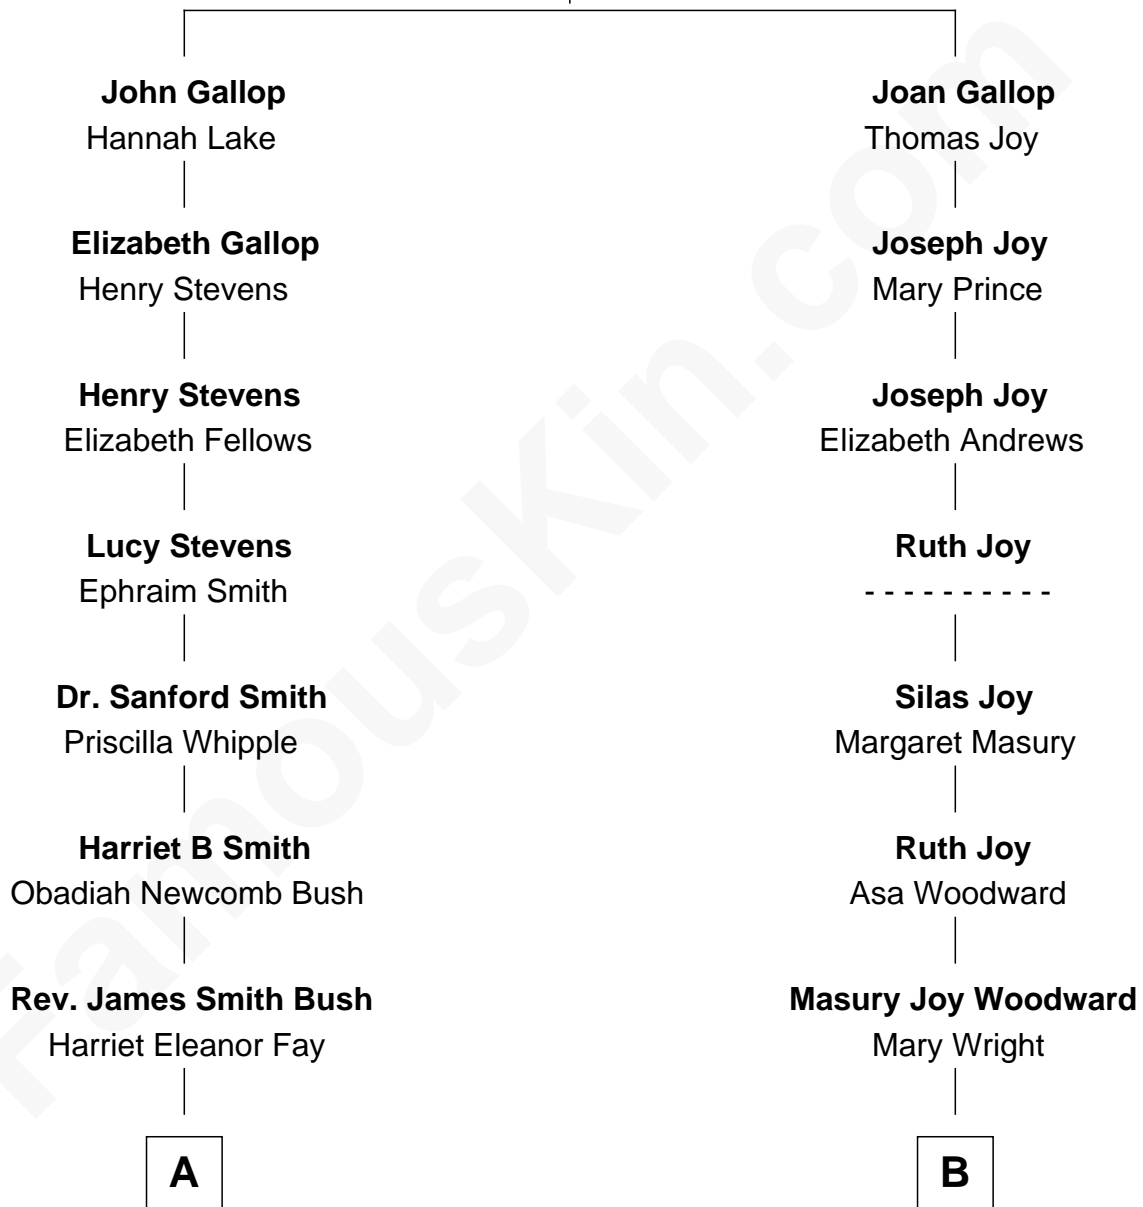 John Gallop
Hannah Lake
Joan Gallop
Thomas Joy
Elizabeth Gallop
Henry Stevens
Joseph Joy
Mary Prince
Henry Stevens
Elizabeth Fellows
Joseph Joy
Elizabeth Andrews
Lucy Stevens
Ephraim Smith
Ruth Joy
- - - - - - - - - -
Dr. Sanford Smith
Priscilla Whipple
Silas Joy
Margaret Masury
Harriet B Smith
Obadiah Newcomb Bush
Ruth Joy
Asa Woodward
Rev. James Smith Bush
Harriet Eleanor Fay
Masury Joy Woodward
Mary Wright
A
B
FamousKin.com